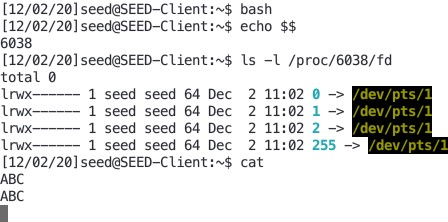 [12/02/20]seed@SEED-Client:~$ bash
[12/02/20]seed@SEED-Client:~$ echo $$
6038
[12/02/20]seed@SEED-Client:~$ ls -l /proc/6038/fd
total 0
lrwx------ 1 seed seed 64 Dec  2 11:02 0 -> /dev/pts/1
lrwx------ 1 seed seed 64 Dec  2 11:02 1 -> /dev/pts/1
lrwx------ 1 seed seed 64 Dec  2 11:02 2 -> /dev/pts/1
lrwx------ 1 seed seed 64 Dec  2 11:02 255 -> /dev/pts/1
[12/02/20]seed@SEED-Client:~$ cat
ABC
ABC